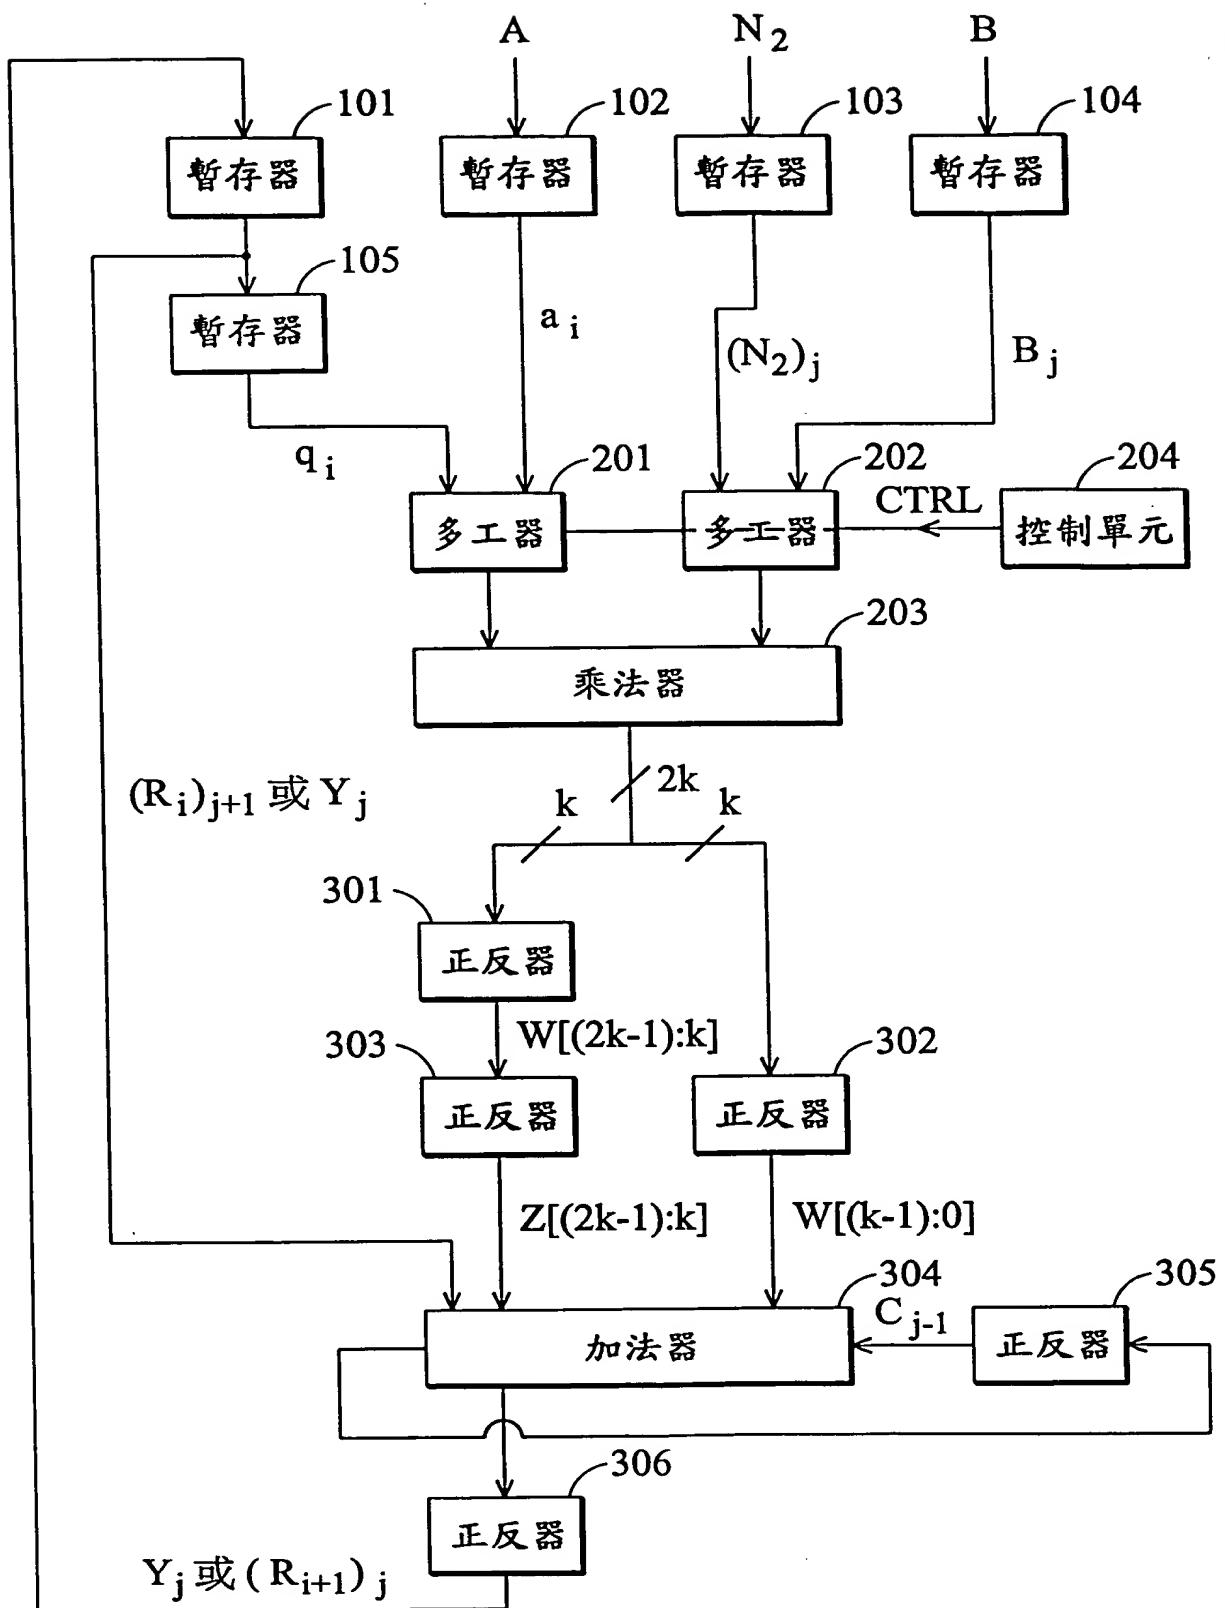 A
N2
B
101
102
103
104
暫存器
暫存器
暫存器
暫存器
105
暫存器
ai
(N2)j
Bj
qi
201
202
204
CTRL
多工器
多工器
控制單元
203
乘法器
(Ri)j+1 或 Yj
2k
k
k
301
正反器
W[(2k-1):k]
303
302
正反器
正反器
Z[(2k-1):k]
W[(k-1):0]
304
305
Cj-1
加法器
正反器
306
正反器
Yj 或 (Ri+1)j